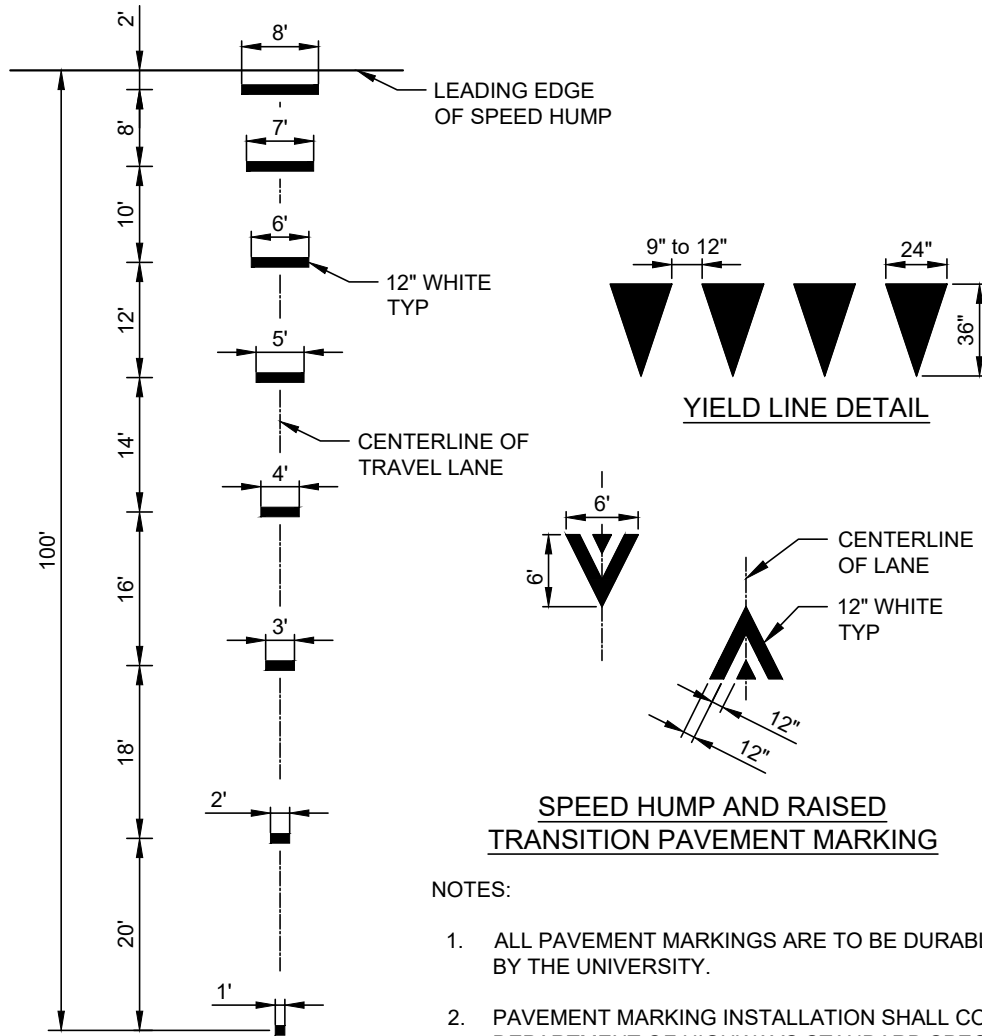 2'
8'
LEADING EDGE
OF SPEED HUMP
8'
7'
10'
6'
12" WHITE
TYP
12'
5'
CENTERLINE OF
TRAVEL LANE
14'
4'
100'
16'
3'
18'
2'
20'
1'
9" to 12"
24"
36"
YIELD LINE DETAIL
6'
6'
CENTERLINE
OF LANE
12" WHITE
TYP
12"
12"
SPEED HUMP AND RAISED
TRANSITION PAVEMENT MARKING
NOTES:
1. ALL PAVEMENT MARKINGS ARE TO BE DURABL
BY THE UNIVERSITY.
2. PAVEMENT MARKING INSTALLATION SHALL CO